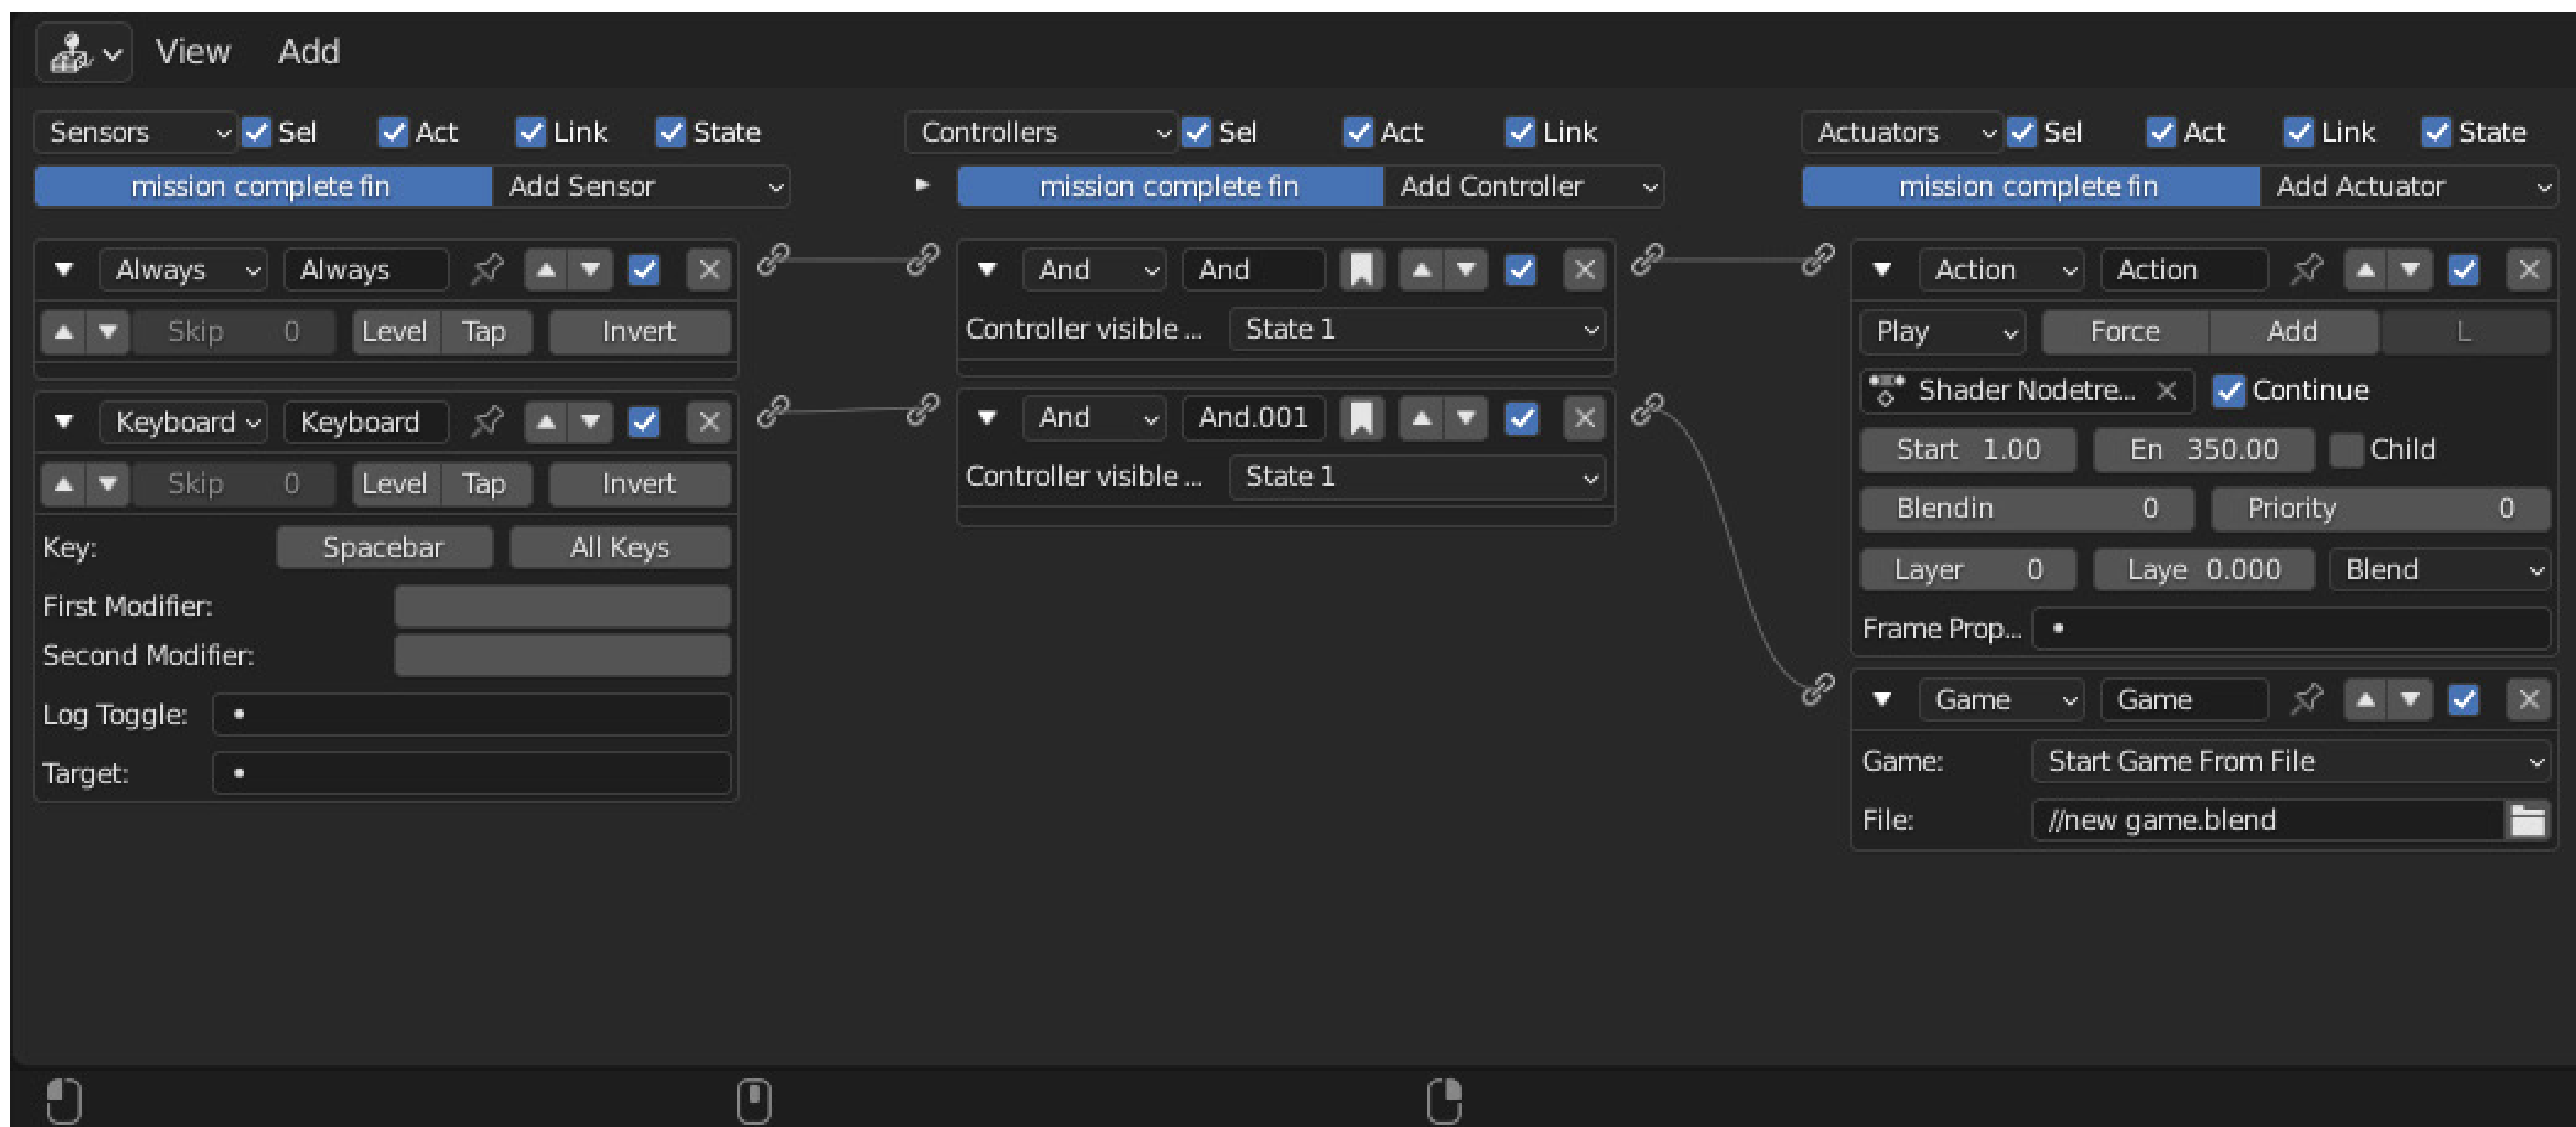 View Add
Sensors Sel Act Link State Controllers Sel Act Link Actuators Sel Act Link State
mission complete fin Add Sensor mission complete fin Add Controller mission complete fin Add Actuator
Always Always And And Action Action
Skip 0 Level Tap Invert Controller visible ... State 1 Play Force Add L
Shader Nodetre... Continue
Keyboard Keyboard And And.001
Start 1.00 En 350.00 Child
Skip 0 Level Tap Invert Controller visible ... State 1
Blendin 0 Priority 0
Key: Spacebar All Keys
Layer 0 Laye 0.000 Blend
First Modifier:
Frame Prop...
Second Modifier:
Game Game
Log Toggle:
Game: Start Game From File
Target:
File: //new game.blend